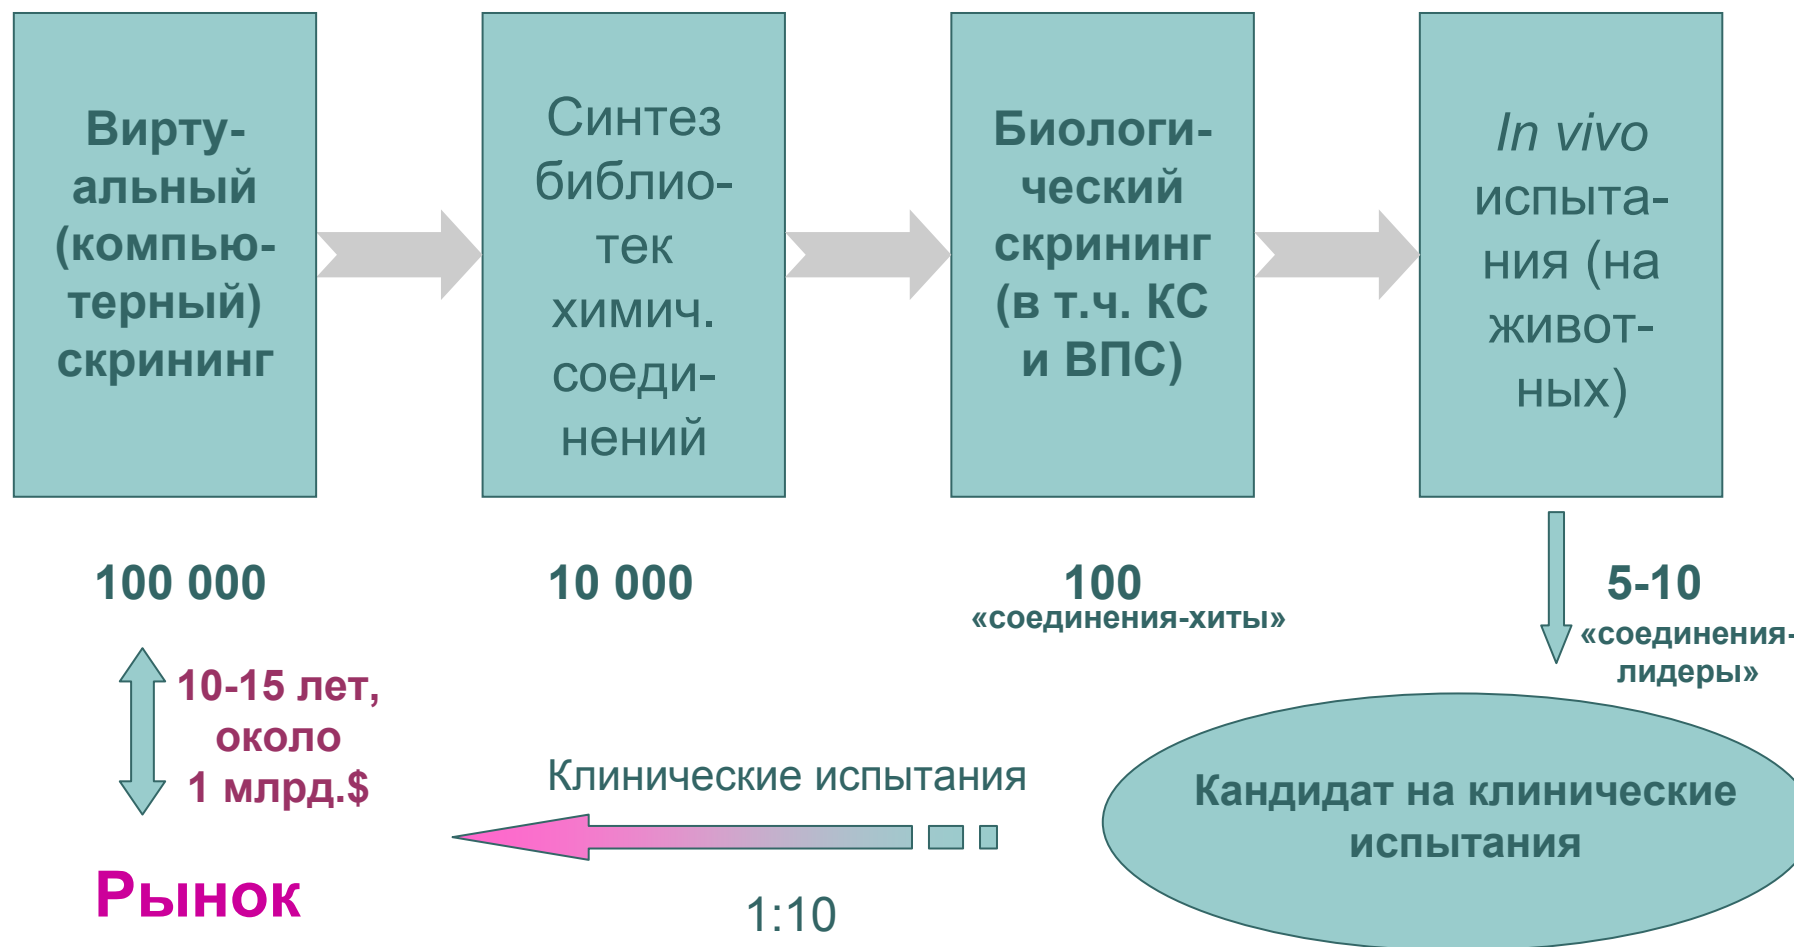 Вирту-
альный
(компью-
терный)
скрининг
Синтез
библио-
тек
химич.
соеди-
нений
Биологи-
ческий
скрининг
(в т.ч. КС
и ВПС)
In vivo
испыта-
ния (на
живот-
ных)
100 000
10 000
100
«соединения-хиты»
5-10
«соединения-
лидеры»
10-15 лет,
около
1 млрд.$
Клинические испытания
Кандидат на клинические
испытания
Рынок
1:10